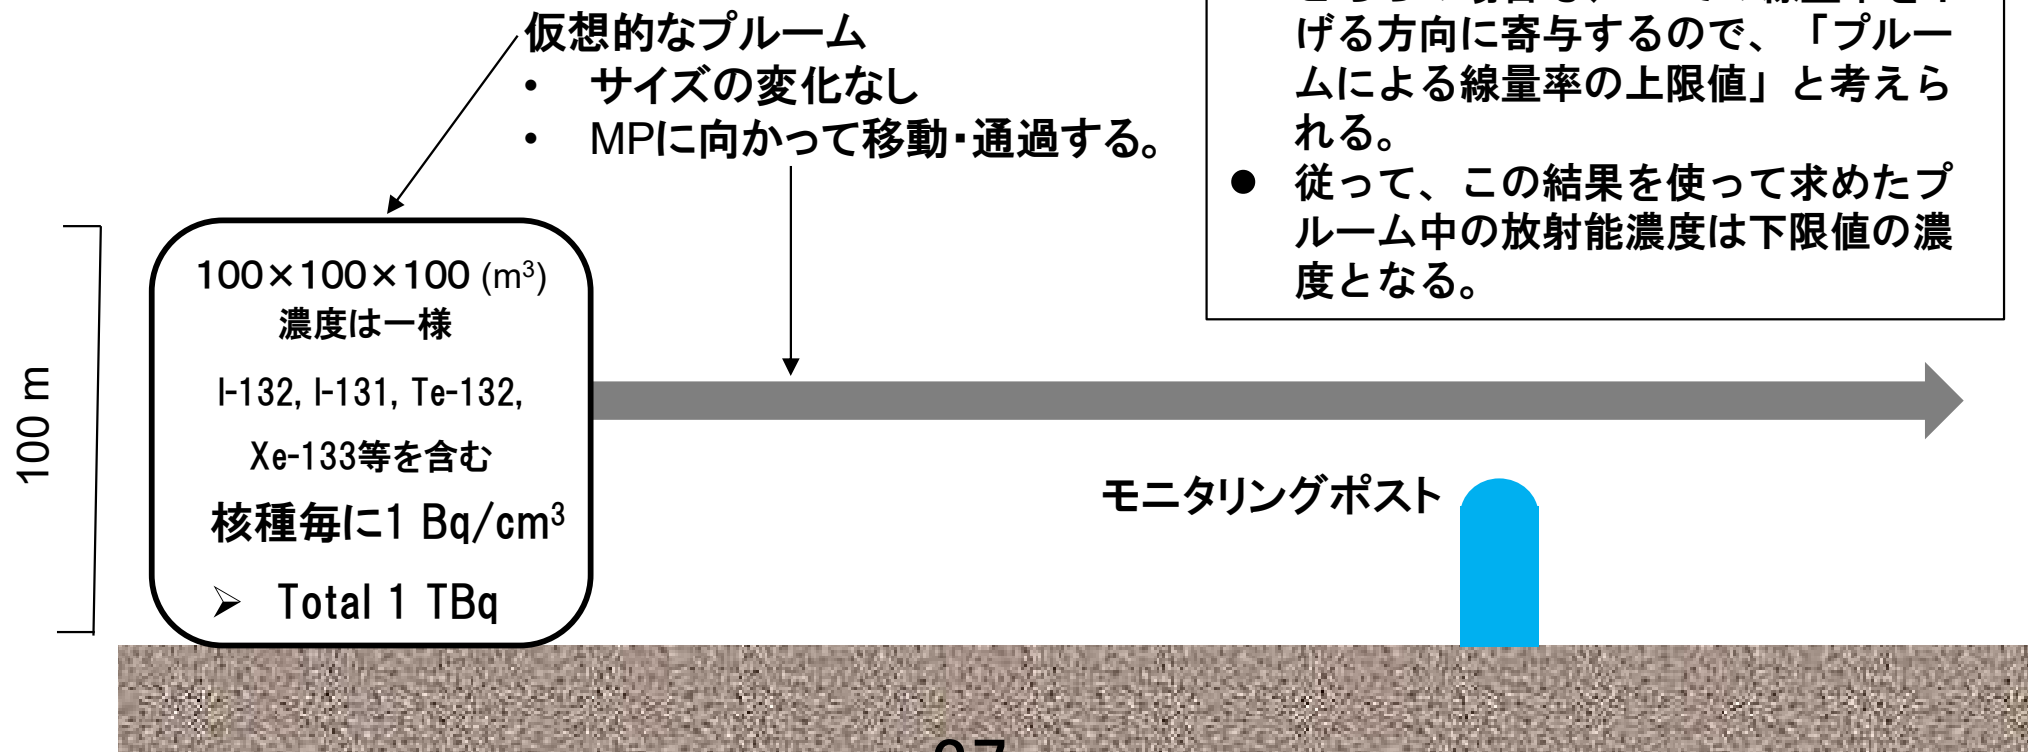 仮想的なプルーム
• サイズの変化なし
• MPに向かって移動・通過する。
げる方向に寄与するので、「プルー
ムによる線量率の上限値」と考えら
れる。
● 従って、この結果を使って求めたプ
ルーム中の放射能濃度は下限値の濃
度となる。
100 m
100×100×100 (m³)
濃度は一様
I-132, I-131, Te-132,
Xe-133等を含む
核種毎に1 Bq/cm³
➢ Total 1 TBq
モニタリングポスト